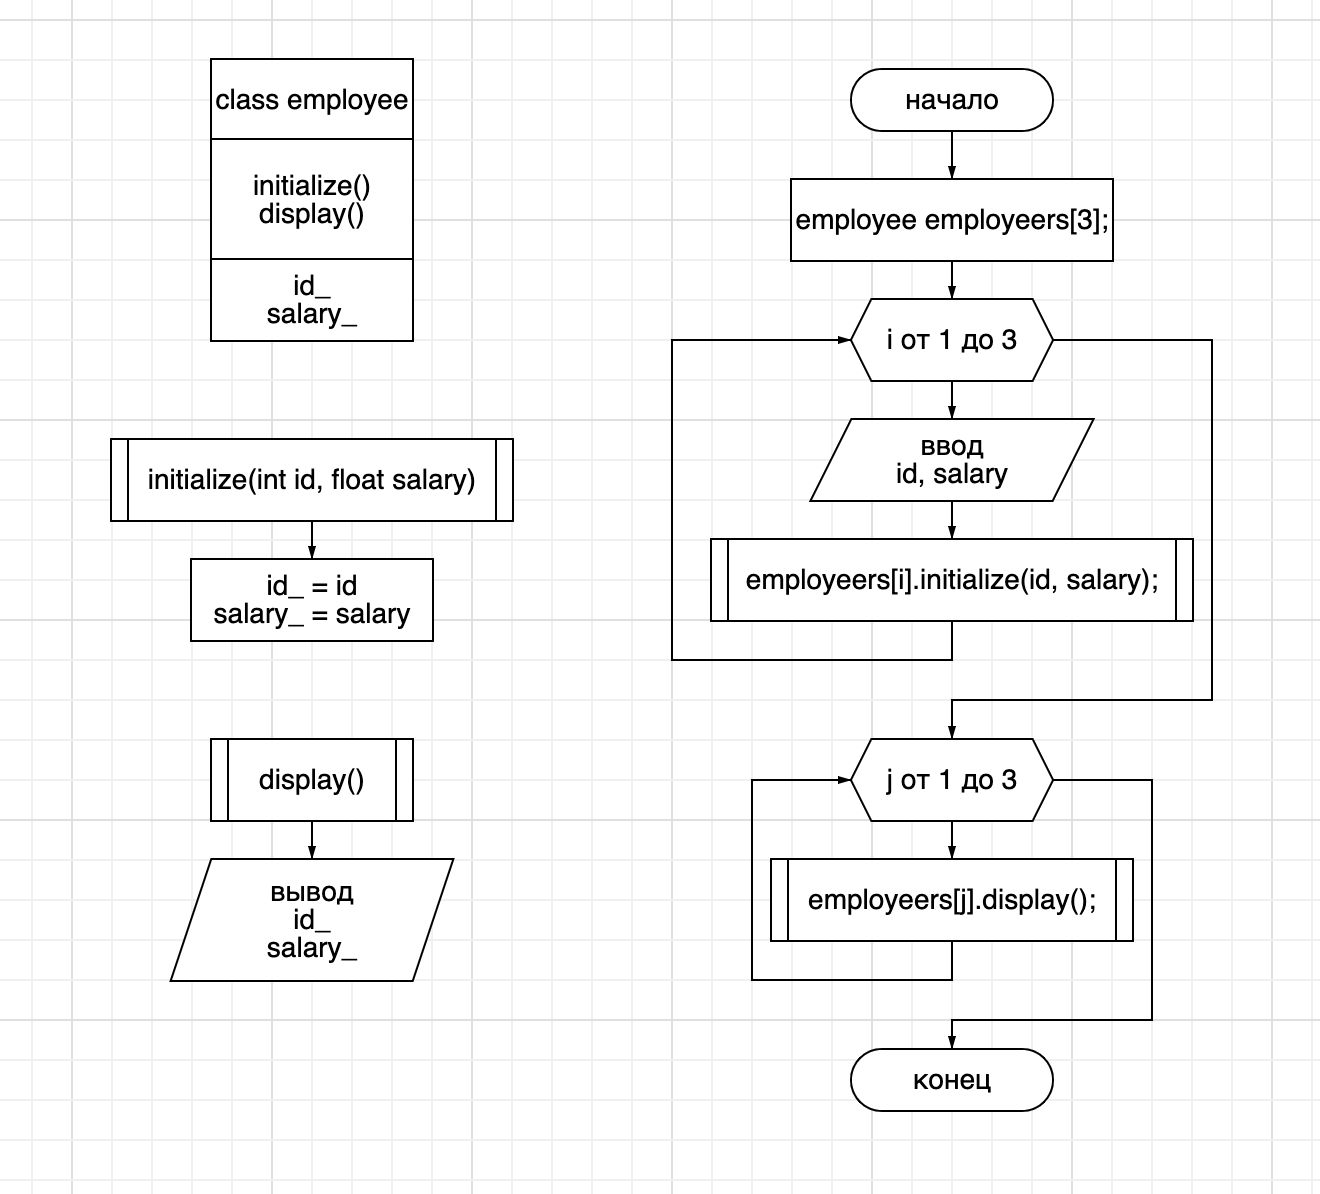 class employee
initialize()
display()
id_
salary_
initialize(int id, float salary)
id_ = id
salary_ = salary
display()
вывод
id_
salary_
начало
employee employeers[3];
i от 1 до 3
ввод
id, salary
employeers[i].initialize(id, salary);
j от 1 до 3
employeers[j].display();
конец